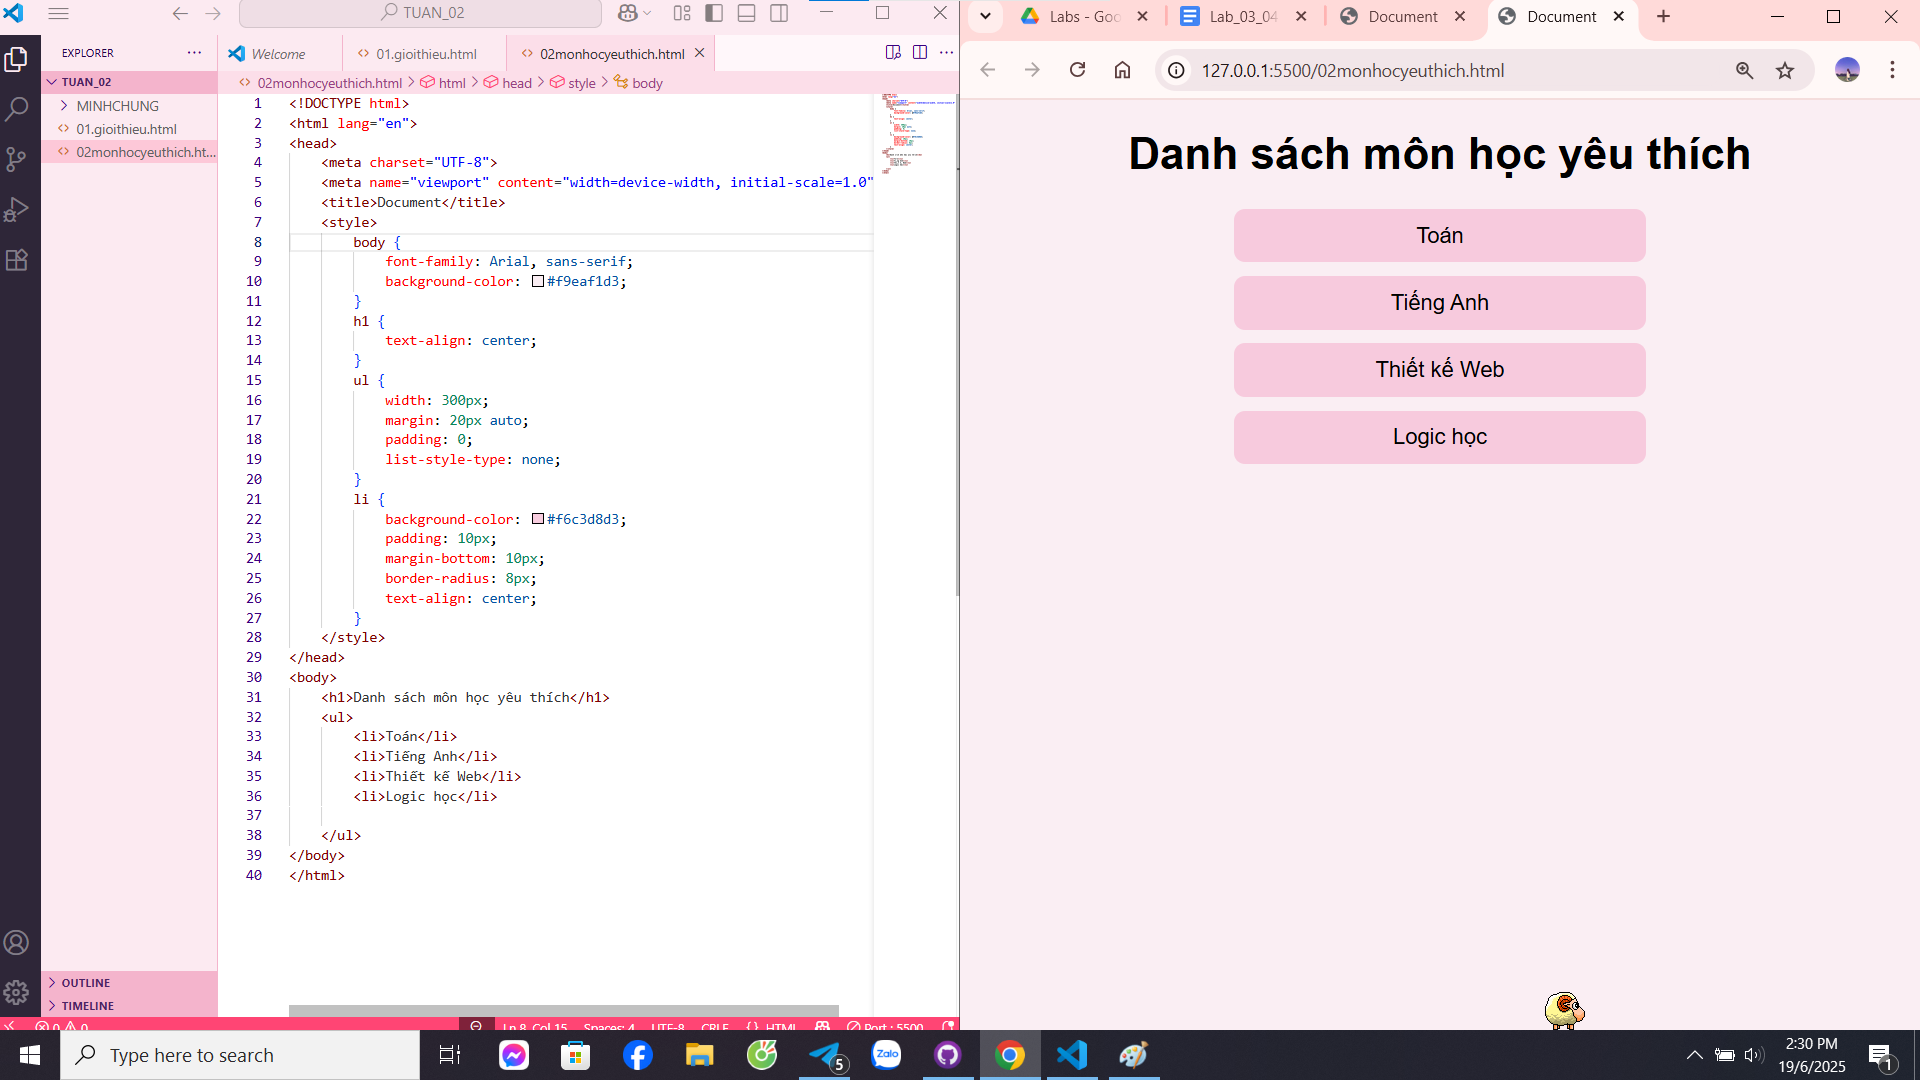 TUAN_02
EXPLORER
TUAN_02
MINHCHUNG
01.gioithieu.html
02monhocyeuthich.ht...
OUTLINE
TIMELINE
Welcome
01.gioithieu.html
02monhocyeuthich.html
02monhocyeuthich.html > html > head > style > body
1 <!DOCTYPE html>
2 <html lang="en">
3 <head>
4 <meta charset="UTF-8">
5 <meta name="viewport" content="width=device-width, initial-scale=1.0"
6 <title>Document</title>
7 <style>
8 body {
9 font-family: Arial, sans-serif;
10 background-color: #f9eaf1d3;
11 }
12 h1 {
13 text-align: center;
14 }
15 ul {
16 width: 300px;
17 margin: 20px auto;
18 padding: 0;
19 list-style-type: none;
20 }
21 li {
22 background-color: #f6c3d8d3;
23 padding: 10px;
24 margin-bottom: 10px;
25 border-radius: 8px;
26 text-align: center;
27 }
28 </style>
29 </head>
30 <body>
31 <h1>Danh sách môn học yêu thích</h1>
32 <ul>
33 <li>Toán</li>
34 <li>Tiếng Anh</li>
35 <li>Thiết kế Web</li>
36 <li>Logic học</li>
37
38 </ul>
39 </body>
40 </html>
0 0 Ln 8, Col 15 Spaces: 4 UTF-8 CRLF {} HTML Port : 5500
Labs - Goo
Lab_03_04
Document
Document
127.0.0.1:5500/02monhocyeuthich.html
Danh sách môn học yêu thích
Toán
Tiếng Anh
Thiết kế Web
Logic học
Type here to search
5
Zalo
2:30 PM
19/6/2025
1